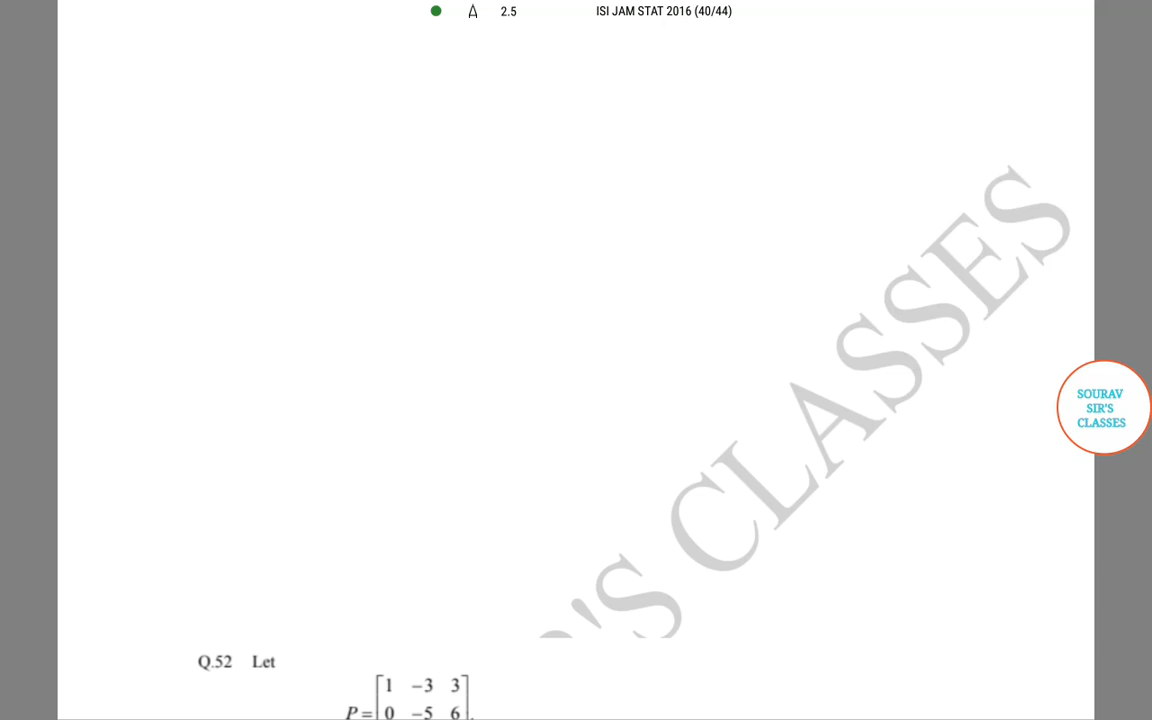 2.5 ISI JAM STAT 2016 (40/44)
SOURAV
SIR'S
CLASSES
'S CLASSES
Q.52 Let
1 -3 3
P = 0 -5 6 .